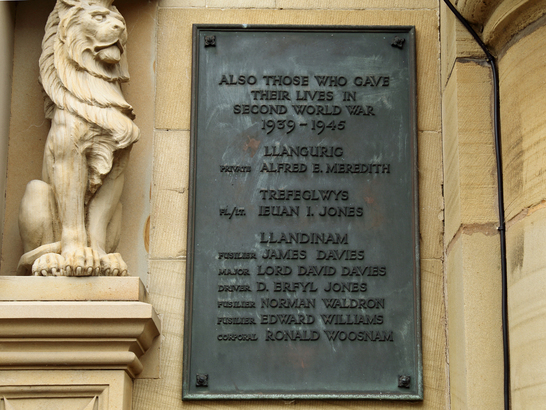 ALSO THOSE WHO GAVE
THEIR LIVES IN
SECOND WORLD WAR
1939-1945
LLANGURIG
PRIVATE ALFRED E. MEREDITH
TREFEGLWYS
FL/LT. IEUAN I. JONES
LLANDINAM
FUSILIER JAMES DAVIES
MAJOR LORD DAVID DAVIES
DRIVER D. ERFYL JONES
FUSILIER NORMAN WALDRON
FUSILIER EDWARD WILLIAMS
CORPORAL RONALD WOOSNAM